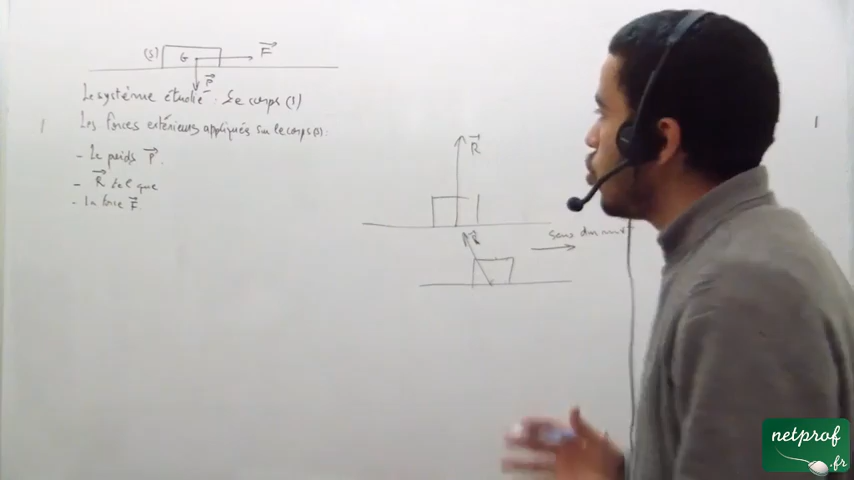 (S) G F
P
Le système étudié : Le corps (S)
Les forces extérieurs appliqués sur le corps (S) :
- Le poids P.
- R tel que
- La force F
R
R sens du mvt
netprof
.fr